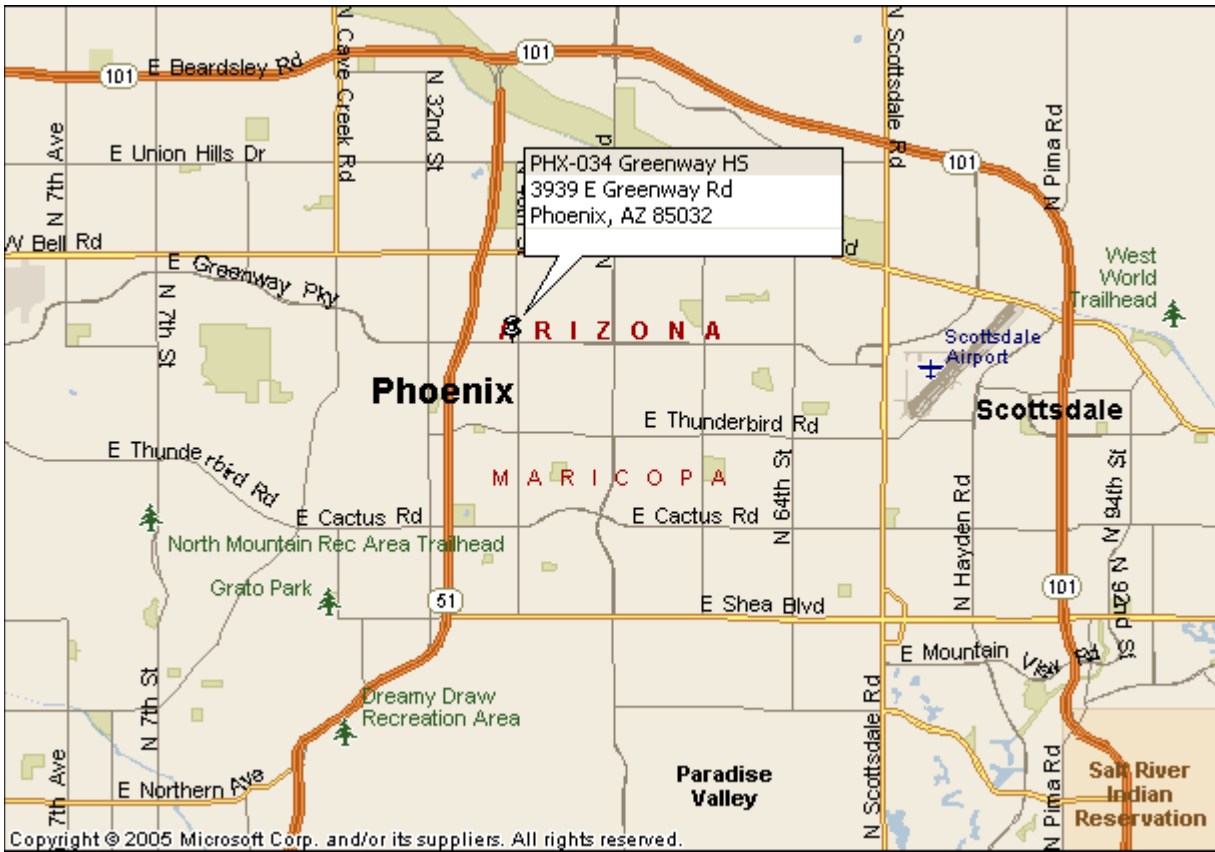 101
E Beardsley Rd
N Cave Creek Rd
N 32nd St
101
N Scottsdale Rd
N Pima Rd
N 7th Ave
E Union Hills Dr
101
PHX-034 Greenway HS
3939 E Greenway Rd
Phoenix, AZ 85032
W Bell Rd
E Greenway Pky
N 7th St
West
World
Trailhead
ARIZONA
Scottsdale
Airport
Phoenix
Scottsdale
E Thunderbird Rd
E Thunderbird Rd
MARICOPA
N 64th St
N Hayden Rd
N 94th St
E Cactus Rd
E Cactus Rd
North Mountain Rec Area Trailhead
Grato Park
51
E Shea Blvd
101
N 92nd St
E Mountain View Rd
N 7th St
Dreamy Draw
Recreation Area
N Scottsdale Rd
7th Ave
E Northern Ave
Paradise
Valley
N Pima Rd
Salt River
Indian
Reservation
Copyright © 2005 Microsoft Corp. and/or its suppliers. All rights reserved.